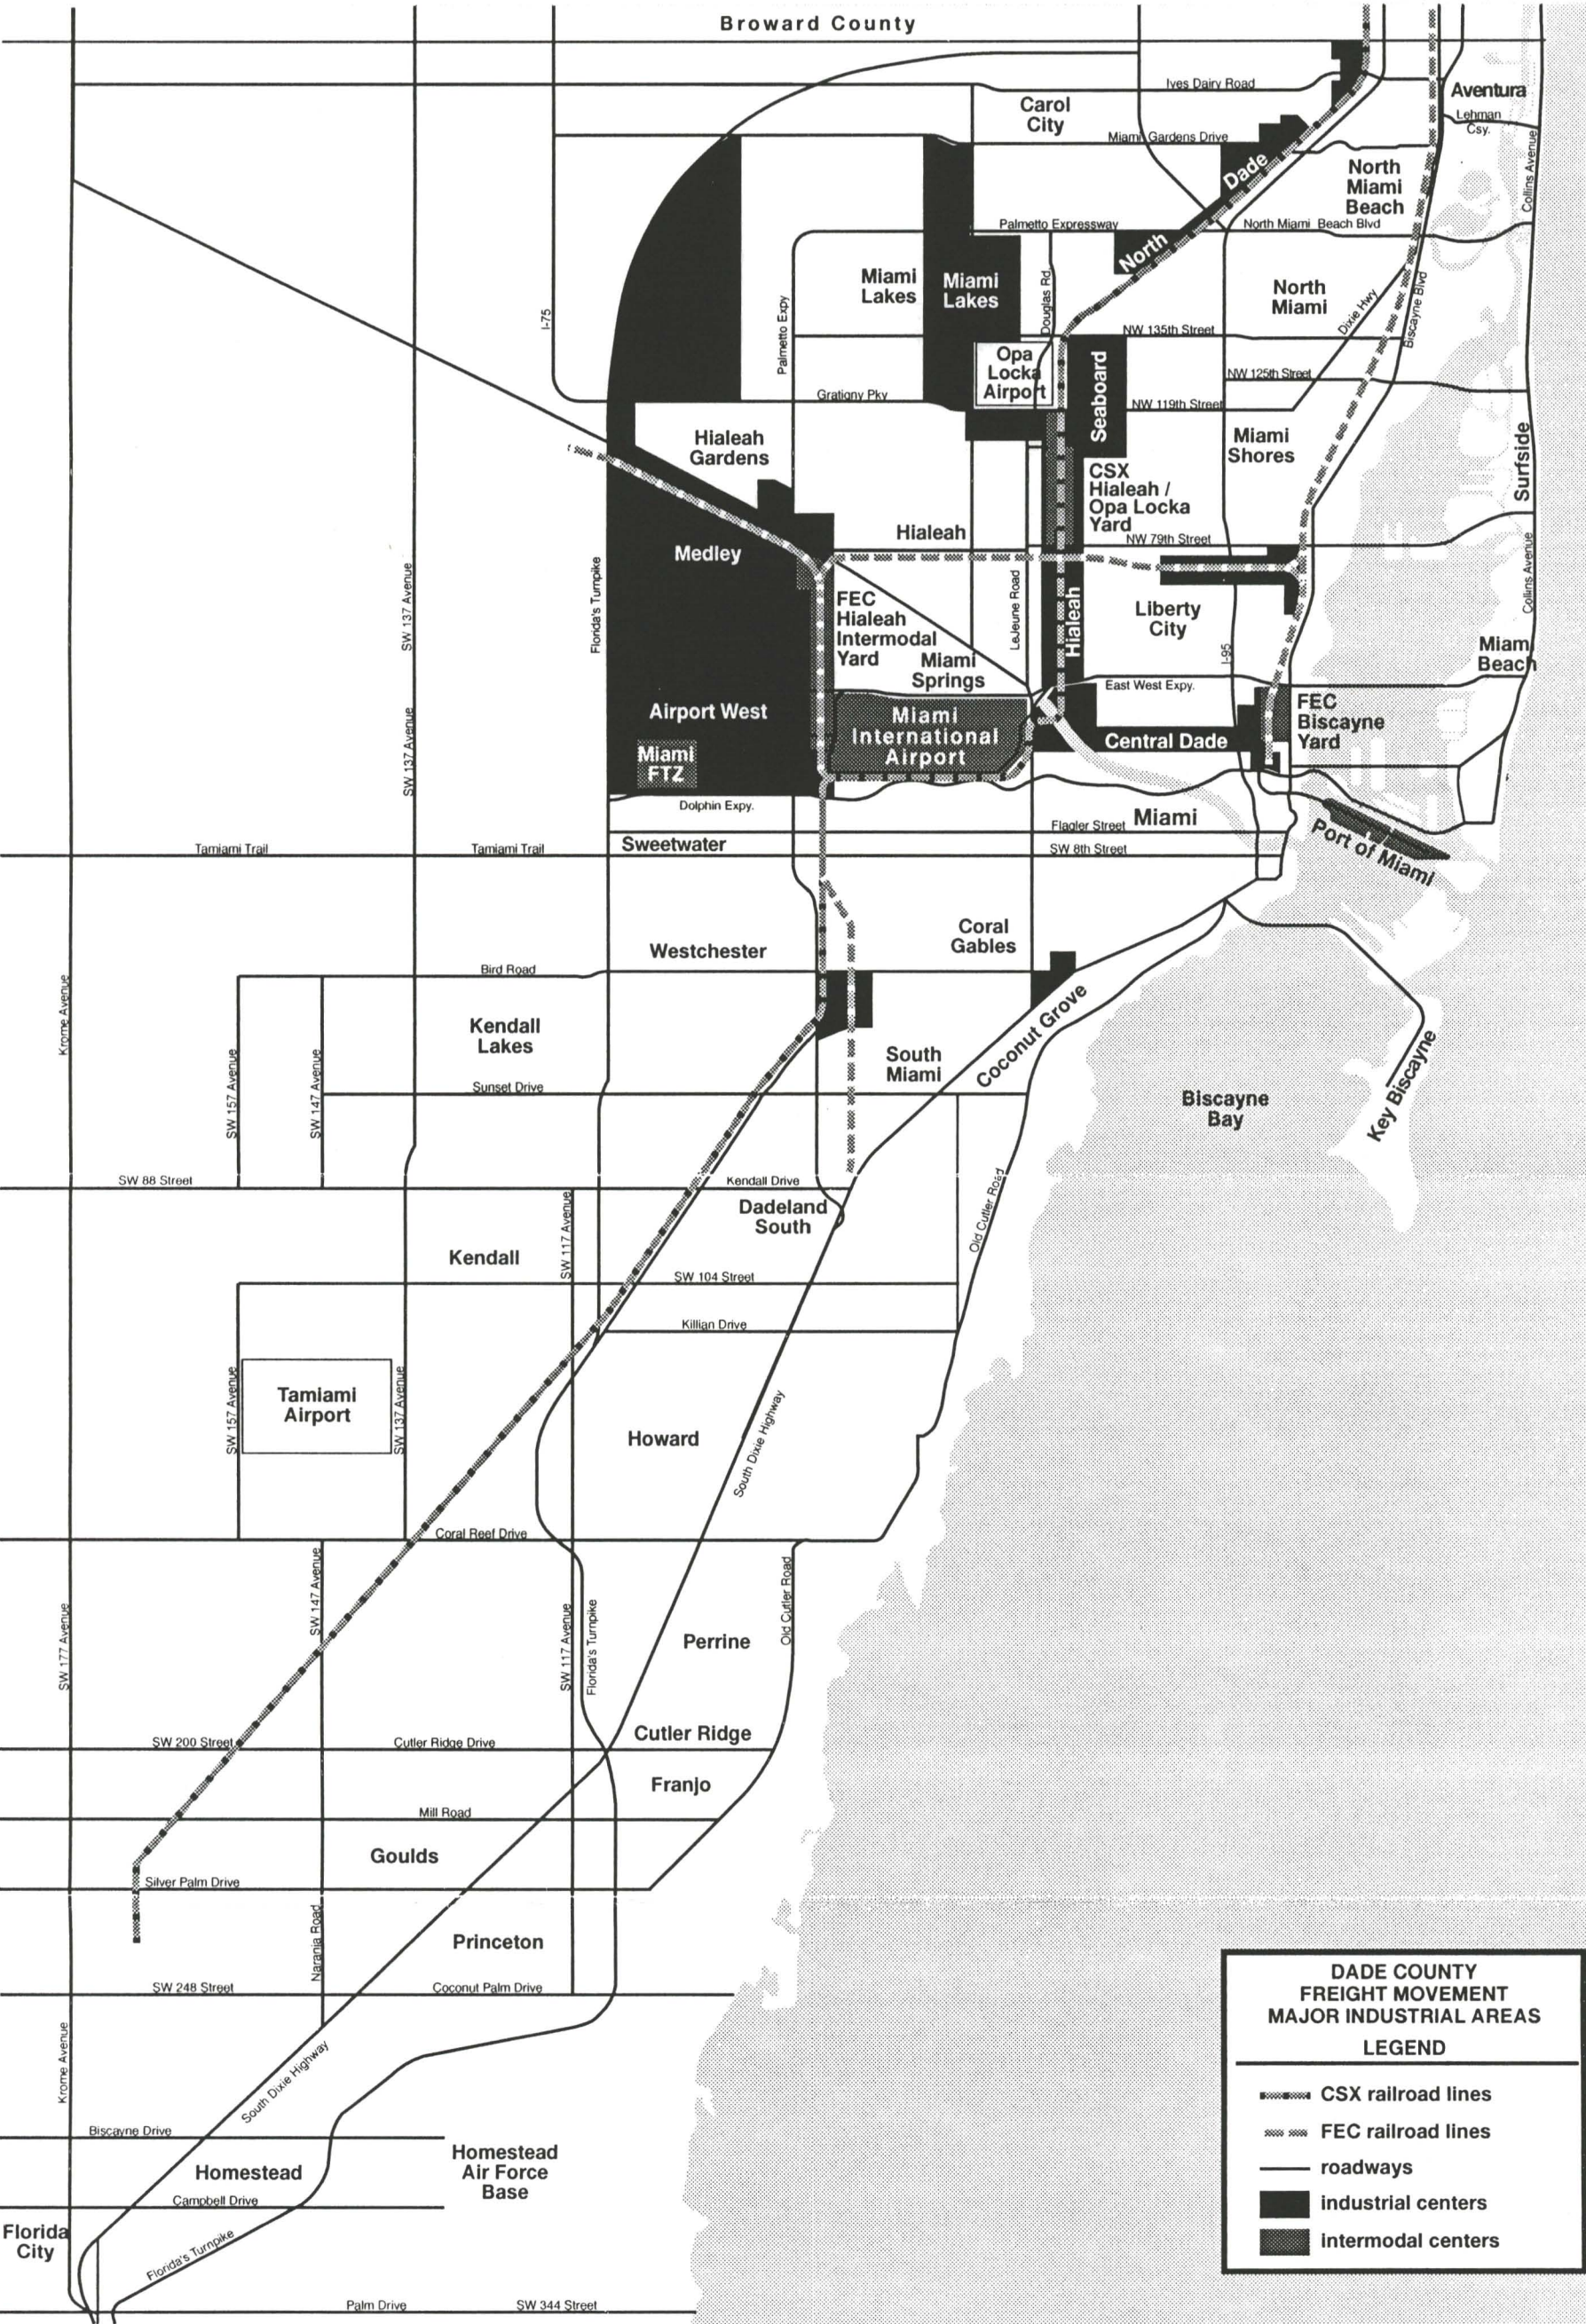 Broward County
Ives Dairy Road
Aventura
Carol
City
Lehman
Csy.
Miami Gardens Drive
Dade
North
Miami
Beach
Collins Avenue
Palmetto Expressway
North Miami Beach Blvd
North
Miami
Lakes
Miami
Lakes
Douglas Rd.
North
Miami
I-75
Palmetto Expy
NW 135th Street
Dixie Hwy
Biscayne Blvd
Opa
Locka
Airport
Seaboard
NW 125th Street
Gratigny Pky
NW 119th Street
Hialeah
Gardens
Miami
Shores
Surfside
CSX
Hialeah /
Opa Locka
Yard
Hialeah
NW 79th Street
Medley
SW 137 Avenue
Florida's Turnpike
LeJeune Road
Hialeah
Collins Avenue
FEC
Hialeah
Intermodal
Yard
Liberty
City
Miami
Springs
I-95
Miam
Beach
East West Expy.
Airport West
Miami
International
Airport
FEC
Biscayne
Yard
Central Dade
Miami
FTZ
SW 137 Avenue
Dolphin Expy.
Miami
Flagler Street
Port of Miami
Sweetwater
Tamiami Trail
Tamiami Trail
SW 8th Street
Coral
Gables
Westchester
Bird Road
Krome Avenue
Coconut Grove
Kendall
Lakes
South
Miami
Key Biscayne
SW 157 Avenue
SW 147 Avenue
Sunset Drive
Biscayne
Bay
SW 88 Street
Kendall Drive
Dadeland
South
Old Cutler Road
SW 117 Avenue
Kendall
SW 104 Street
Killian Drive
SW 157 Avenue
Tamiami
Airport
SW 137 Avenue
Howard
South Dixie Highway
Coral Reef Drive
SW 147 Avenue
Old Cutler Road
SW 177 Avenue
SW 117 Avenue
Florida's Turnpike
Perrine
SW 200 Street
Cutler Ridge Drive
Cutler Ridge
Franjo
Mill Road
Goulds
Silver Palm Drive
Naranja Road
Princeton
SW 248 Street
Coconut Palm Drive
Krome Avenue
South Dixie Highway
Biscayne Drive
Homestead
Homestead
Air Force
Base
Campbell Drive
Florida
City
Florida's Turnpike
Palm Drive
SW 344 Street
DADE COUNTY
FREIGHT MOVEMENT
MAJOR INDUSTRIAL AREAS
LEGEND
CSX railroad lines
FEC railroad lines
roadways
industrial centers
intermodal centers